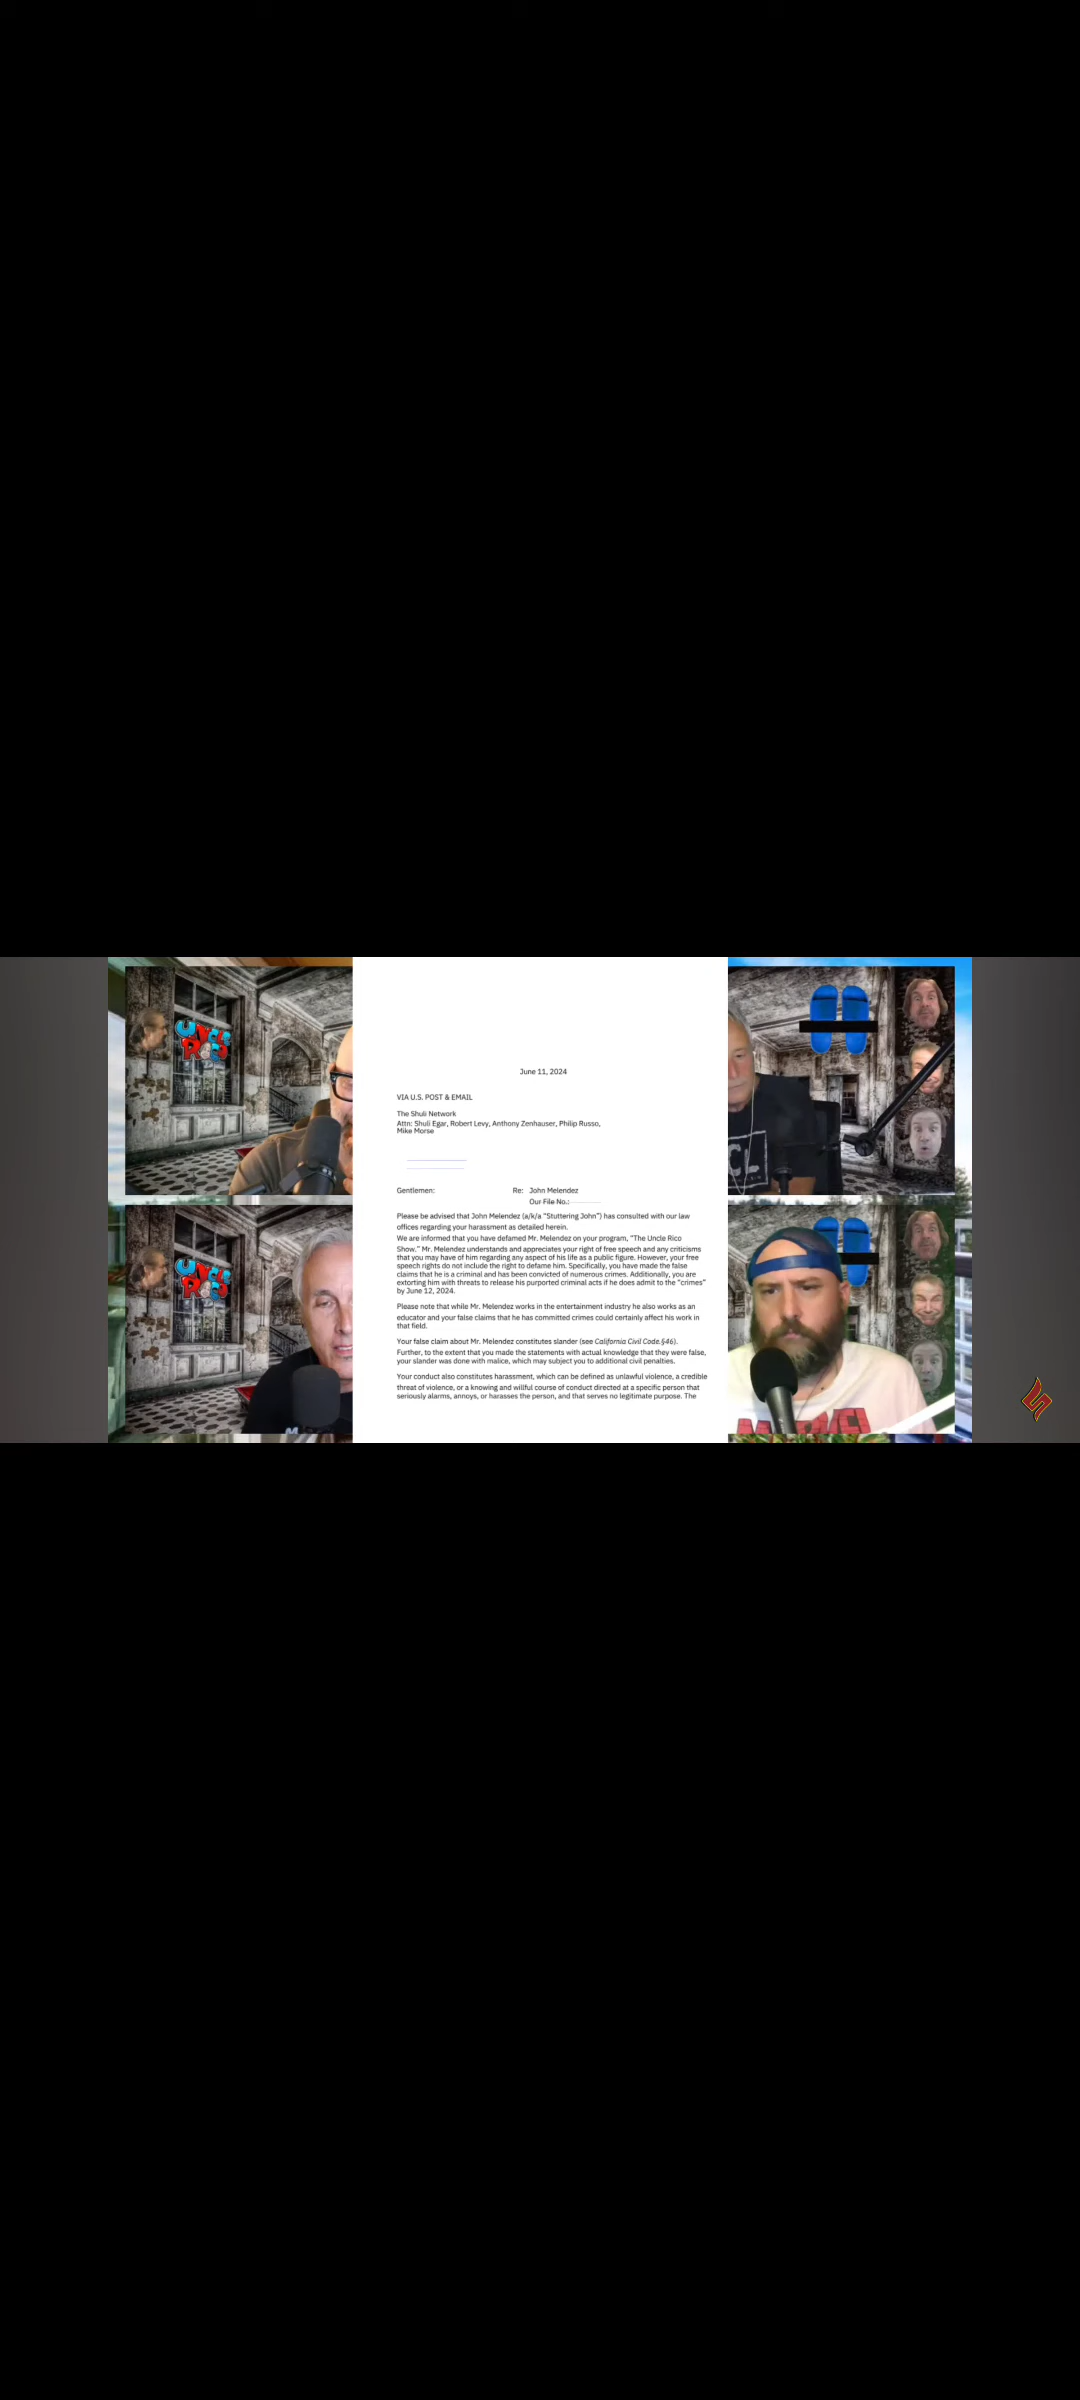 UNCLE
RICO
UNCLE
RICO
June 11, 2024
VIA U.S. POST & EMAIL
The Shuli Network
Attn: Shuli Egar, Robert Levy, Anthony Zenhauser, Philip Russo,
Mike Morse
Gentlemen: Re: John Melendez
Our File No.:
Please be advised that John Melendez (a/k/a “Stuttering John”) has consulted with our law
offices regarding your harassment as detailed herein.
We are informed that you have defamed Mr. Melendez on your program, “The Uncle Rico
Show.” Mr. Melendez understands and appreciates your right of free speech and any criticisms
that you may have of him regarding any aspect of his life as a public figure. However, your free
speech rights do not include the right to defame him. Specifically, you have made the false
claims that he is a criminal and has been convicted of numerous crimes. Additionally, you are
extorting him with threats to release his purported criminal acts if he does admit to the “crimes”
by June 12, 2024.
Please note that while Mr. Melendez works in the entertainment industry he also works as an
educator and your false claims that he has committed crimes could certainly affect his work in
that field.
Your false claim about Mr. Melendez constitutes slander (see California Civil Code.§46).
Further, to the extent that you made the statements with actual knowledge that they were false,
your slander was done with malice, which may subject you to additional civil penalties.
Your conduct also constitutes harassment, which can be defined as unlawful violence, a credible
threat of violence, or a knowing and willful course of conduct directed at a specific person that
seriously alarms, annoys, or harasses the person, and that serves no legitimate purpose. The